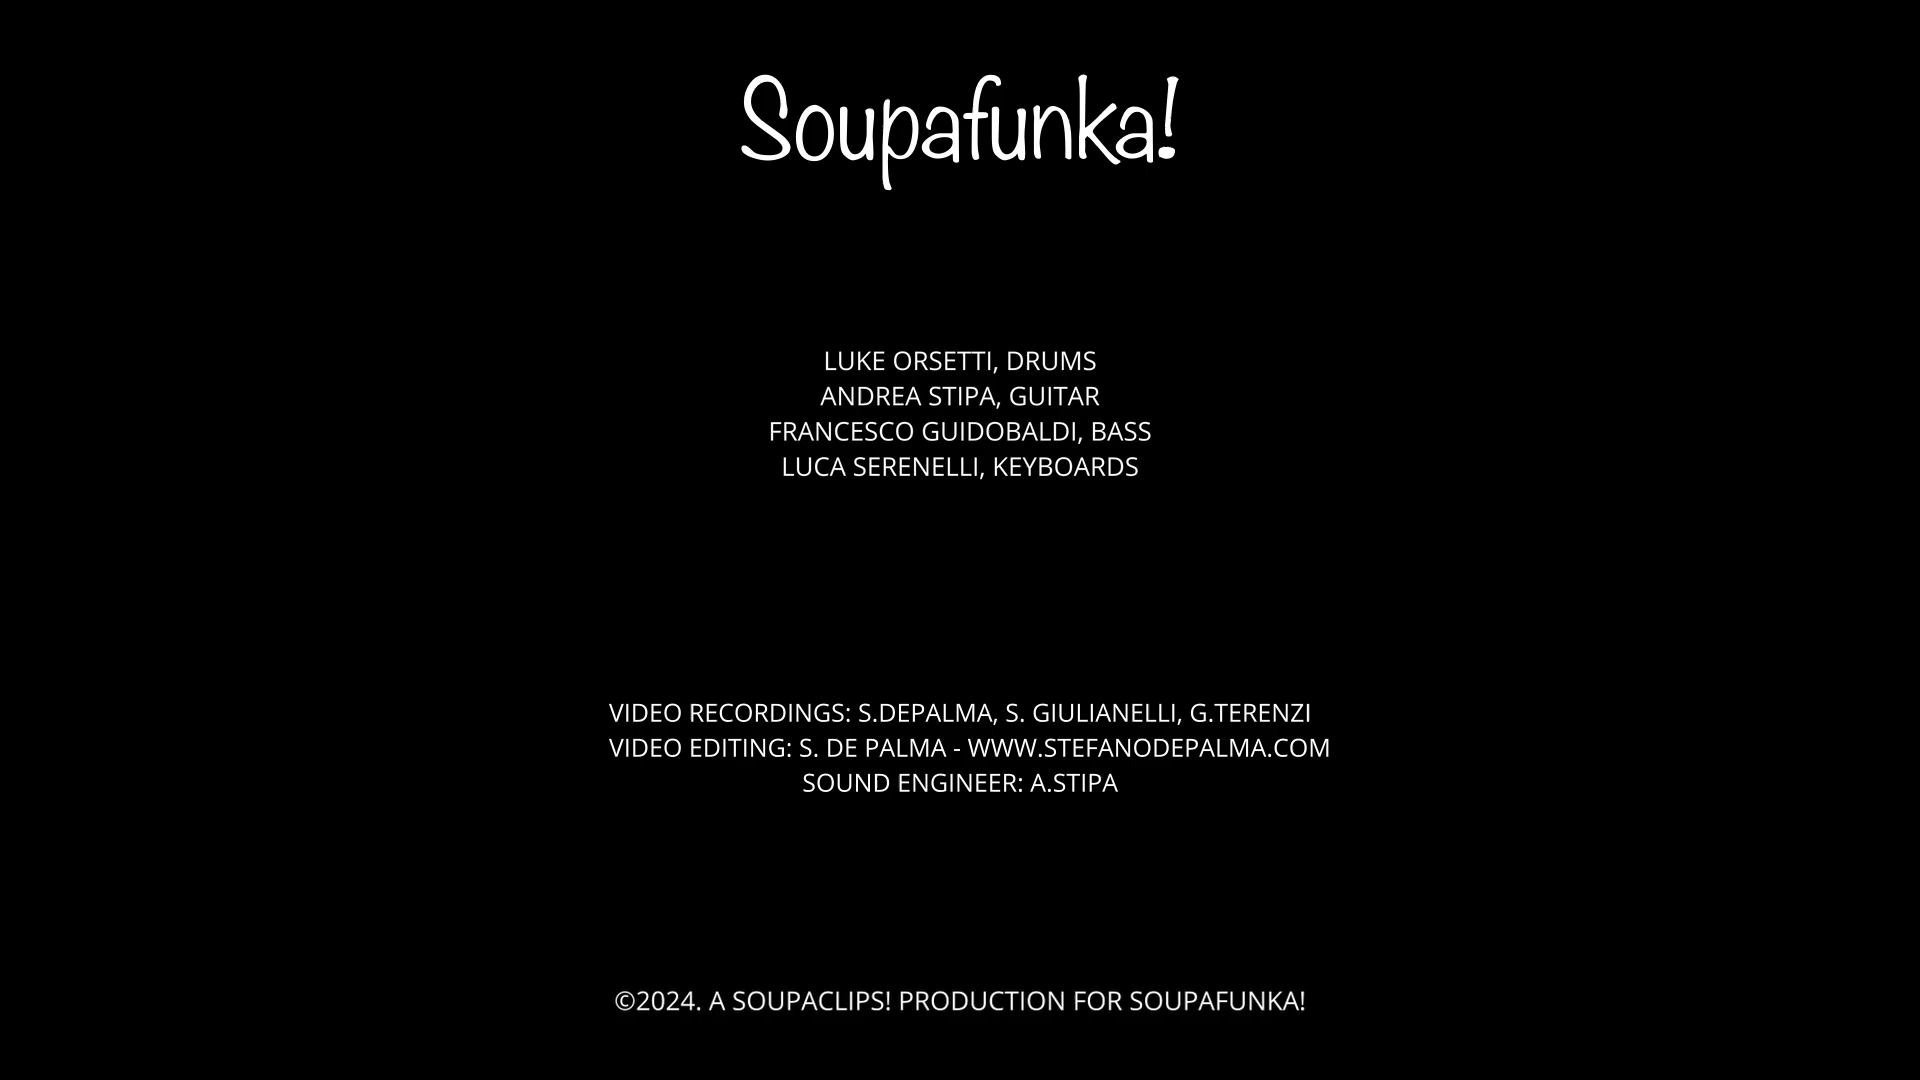 Soupafunka!
LUKE ORSETTI, DRUMS
ANDREA STIPA, GUITAR
FRANCESCO GUIDOBALDI, BASS
LUCA SERENELLI, KEYBOARDS
VIDEO RECORDINGS: S.DEPALMA, S. GIULIANELLI, G.TERENZI
VIDEO EDITING: S. DE PALMA - WWW.STEFANODEPALMA.COM
SOUND ENGINEER: A.STIPA
©2024. A SOUPACLIPS! PRODUCTION FOR SOUPAFUNKA!